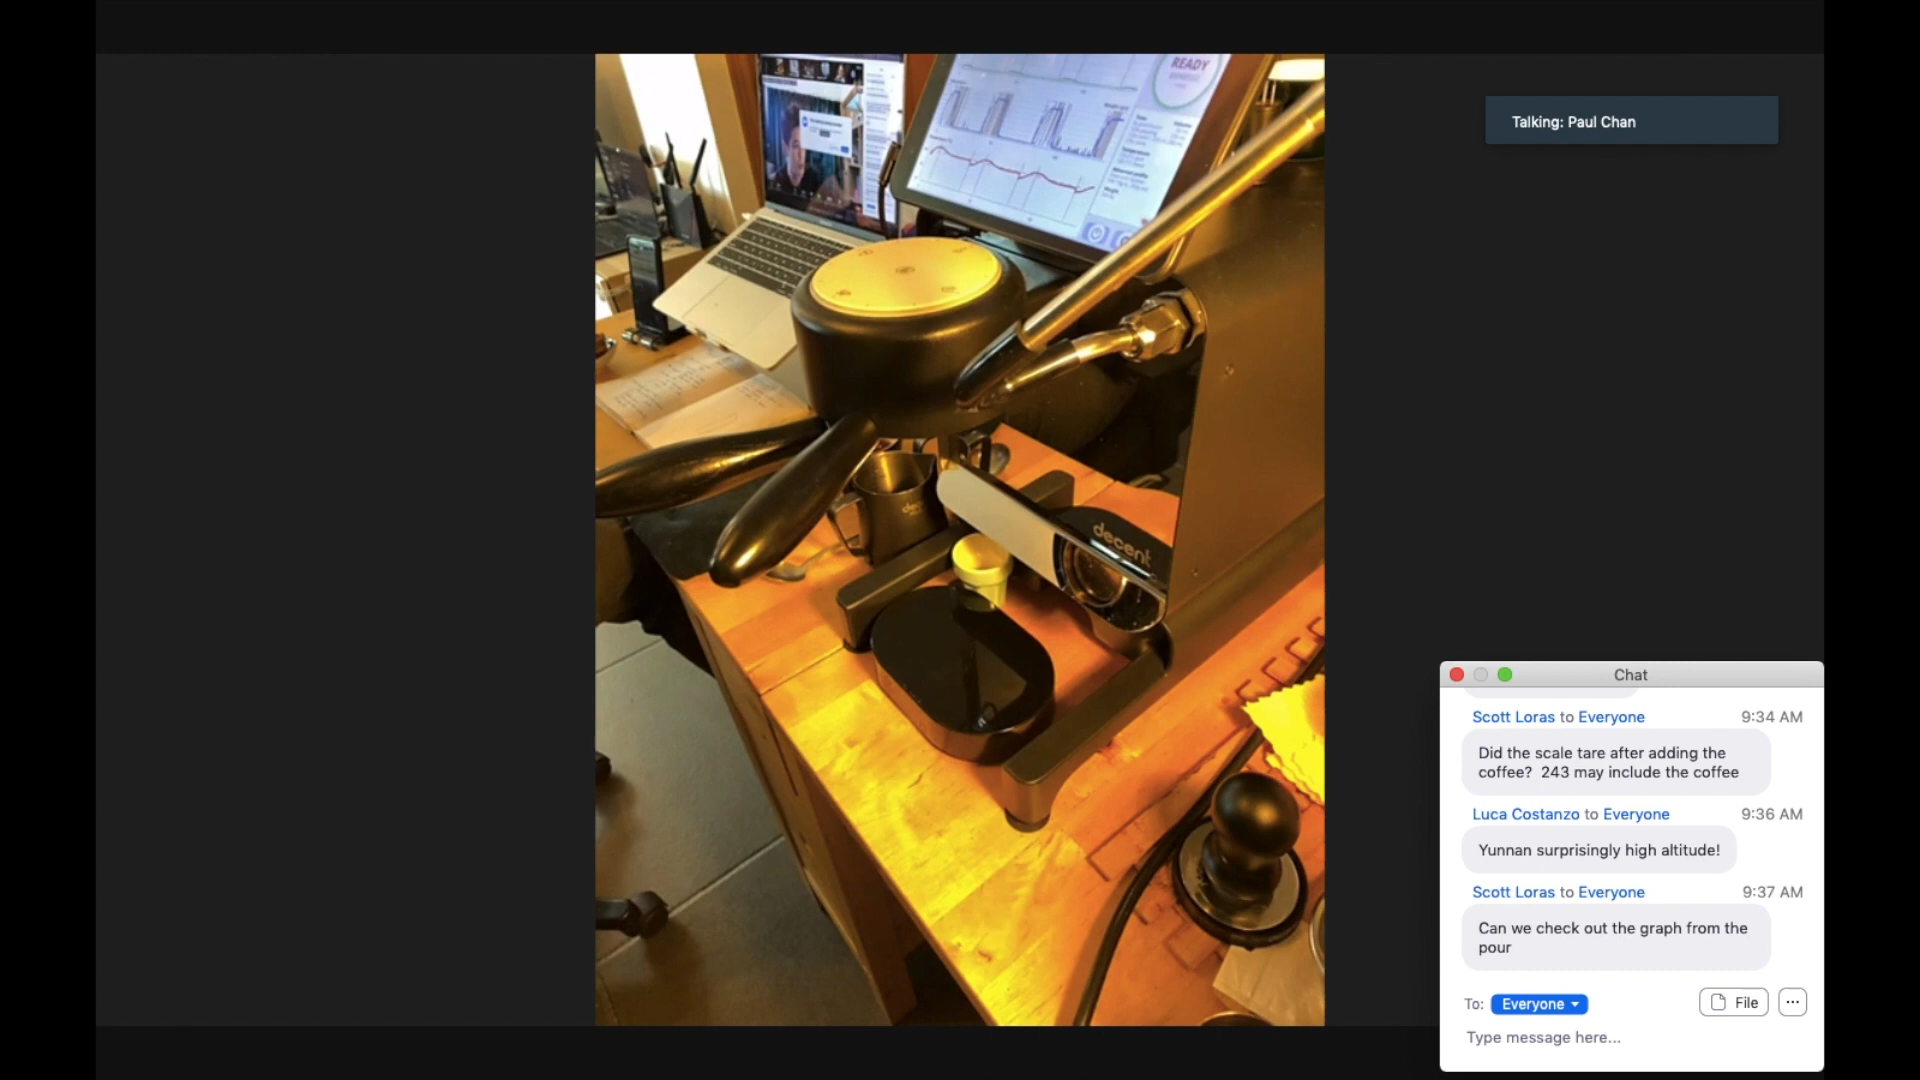 Talking: Paul Chan
READY
decent
Chat
Scott Loras to Everyone 9:34 AM
Did the scale tare after adding the
coffee? 243 may include the coffee
Luca Costanzo to Everyone 9:36 AM
Yunnan surprisingly high altitude!
Scott Loras to Everyone 9:37 AM
Can we check out the graph from the
pour
To: Everyone File ...
Type message here...